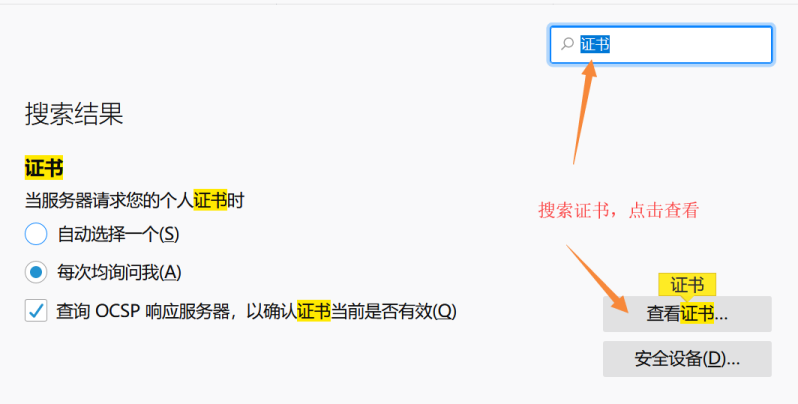 证书
搜索结果
证书
当服务器请求您的个人证书时
自动选择一个(S)
搜索证书，点击查看
每次均询问我(A)
证书
查询 OCSP 响应服务器，以确认证书当前是否有效(Q)
查看证书...
安全设备(D)...